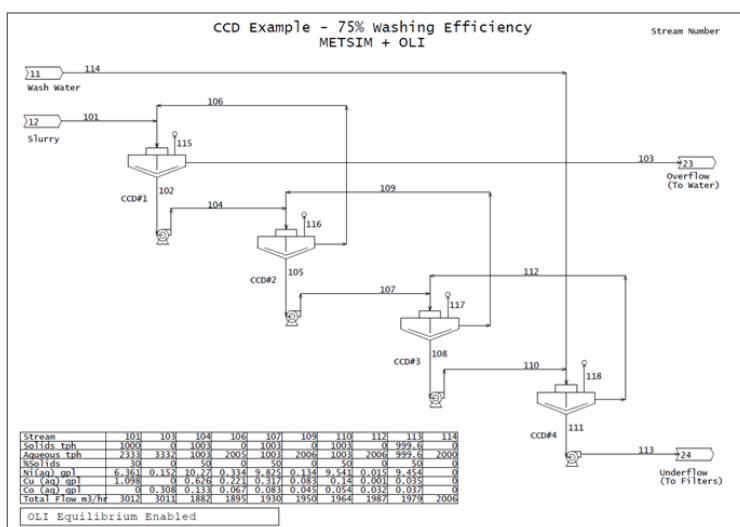 CCD Example - 75% Washing Efficiency
METSIM + OLI
Stream Number
11
114
Wash Water
106
12
101
Slurry
115
103
23
Overflow
(To Water)
102
109
CCD#1
104
116
112
CCD#2
105
107
117
CCD#3
108
110
118
CCD#4
111
113
24
Underflow
(To Filters)
Stream 101 103 104 106 107 109 110 112 113 114
Solids tph 1000 0 1003 0 1003 0 1003 0 999.6 0
Aqueous tph 2333 3332 1003 2005 1003 2006 1003 2006 999.6 2000
%Solids 30 0 50 0 50 0 50 0 50 0
Ni(aq) gpl 6.361 0.152 10.27 0.334 9.825 0.134 9.541 0.015 9.454 0
Cu (aq) gpl 1.098 0 0.626 0.221 0.317 0.083 0.14 0.001 0.035 0
Co (aq) gpl 0 0.308 0.133 0.067 0.083 0.045 0.054 0.032 0.037 0
Total Flow m3/hr 3012 3011 1882 1895 1930 1950 1964 1987 1979 2006
OLI Equilibrium Enabled